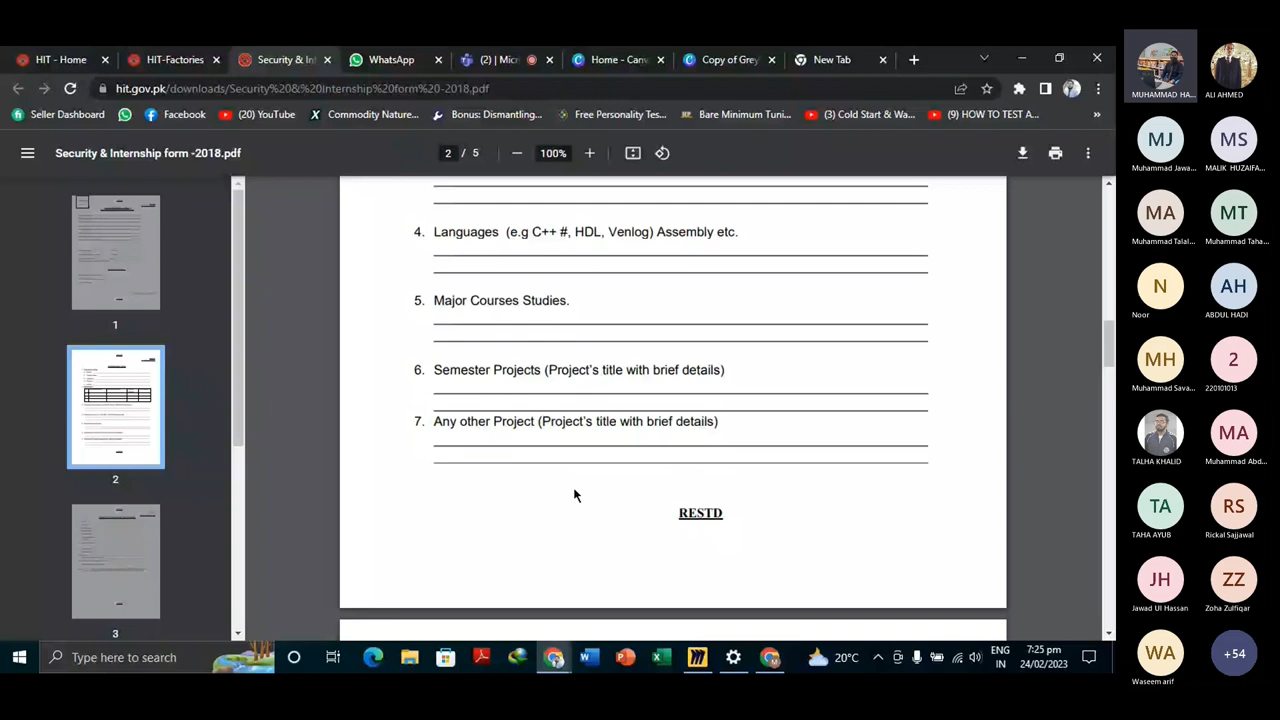 HIT - Home
HIT-Factories
Security & In
WhatsApp
(2) | Micr
Home - Can
Copy of Grey
New Tab
hit.gov.pk/downloads/Security%20&%20Internship%20form%20-2018.pdf
Seller Dashboard
Facebook
(20) YouTube
Commodity Nature...
Bonus: Dismantling...
Free Personality Tes...
Bare Minimum Tuni...
(3) Cold Start & Wa...
(9) HOW TO TEST A...
Security & Internship form -2018.pdf
2 / 5
100%
4. Languages (e.g C++ #, HDL, Venlog) Assembly etc.
5. Major Courses Studies.
6. Semester Projects (Project's title with brief details)
7. Any other Project (Project's title with brief details)
RESTD
1
2
3
Type here to search
20°C
ENG
IN
7:25 pm
24/02/2023
MUHAMMAD HA...
ALI AHMED
MJ
Muhammad Jawa...
MS
MALIK HUZAIFA...
MA
Muhammad Talal...
MT
Muhammad Taha...
N
Noor
AH
ABDUL HADI
MH
Muhammad Sava...
2
220101013
TALHA KHALID
MA
Muhammad Abd...
TA
TAHA AYUB
RS
Rickal Sajjawal
JH
Jawad Ul Hassan
ZZ
Zoha Zulfiqar
WA
Waseem arif
+54